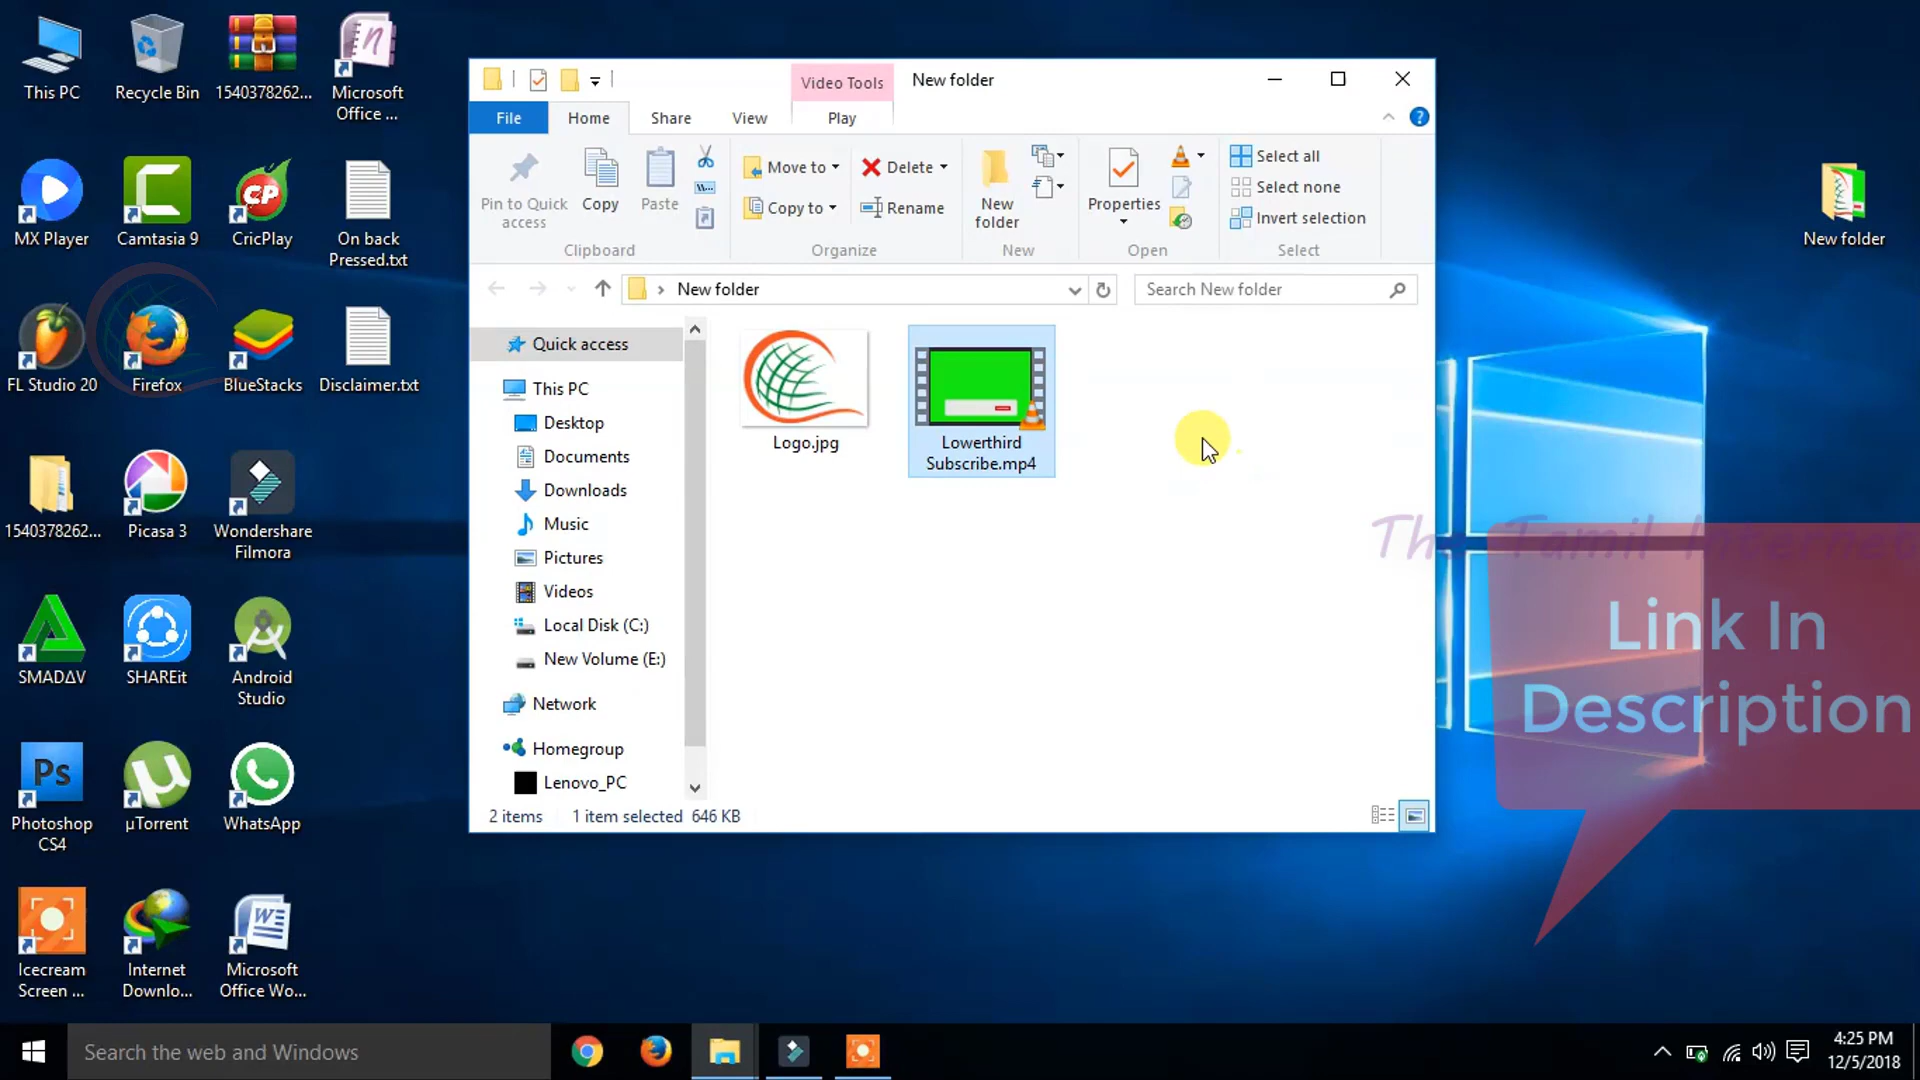 This PC
Recycle Bin
1540378262...
Microsoft
Office ...
MX Player
Camtasia 9
CricPlay
On back
Pressed.txt
FL Studio 20
Firefox
BlueStacks
Disclaimer.txt
1540378262...
Picasa 3
Wondershare
Filmora
SMADAV
SHAREit
Android
Studio
Ps
Photoshop
CS4
µTorrent
WhatsApp
Icecream
Screen ...
Internet
Downlo...
Microsoft
Office Wo...
Video Tools
New folder
File
Home
Share
View
Play
Pin to Quick
access
Copy
Paste
Clipboard
Move to
Copy to
Delete
Rename
Organize
New
folder
New
Properties
Open
Select all
Select none
Invert selection
Select
New folder
Search New folder
Quick access
This PC
Desktop
Documents
Downloads
Music
Pictures
Videos
Local Disk (C:)
New Volume (E:)
Network
Homegroup
Lenovo_PC
Logo.jpg
Lowerthird
Subscribe.mp4
2 items
1 item selected 646 KB
New folder
The Tamil Internet
Link In
Description
Search the web and Windows
4:25 PM
12/5/2018